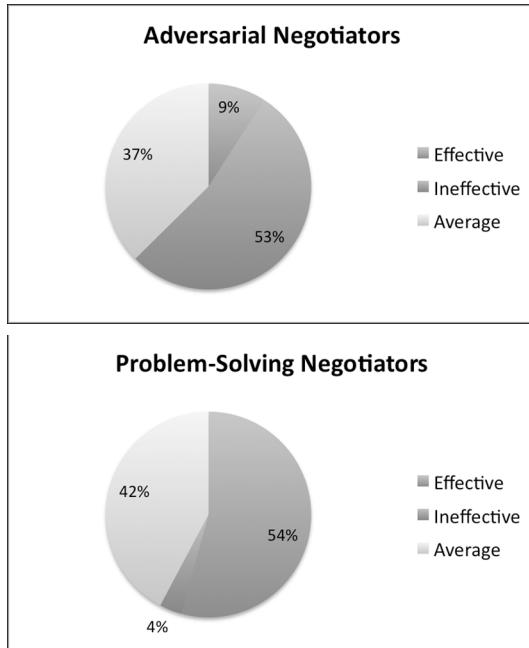 Adversarial Negotiators
9%
37%
53%
Effective
Ineffective
Average
Problem-Solving Negotiators
42%
54%
4%
Effective
Ineffective
Average